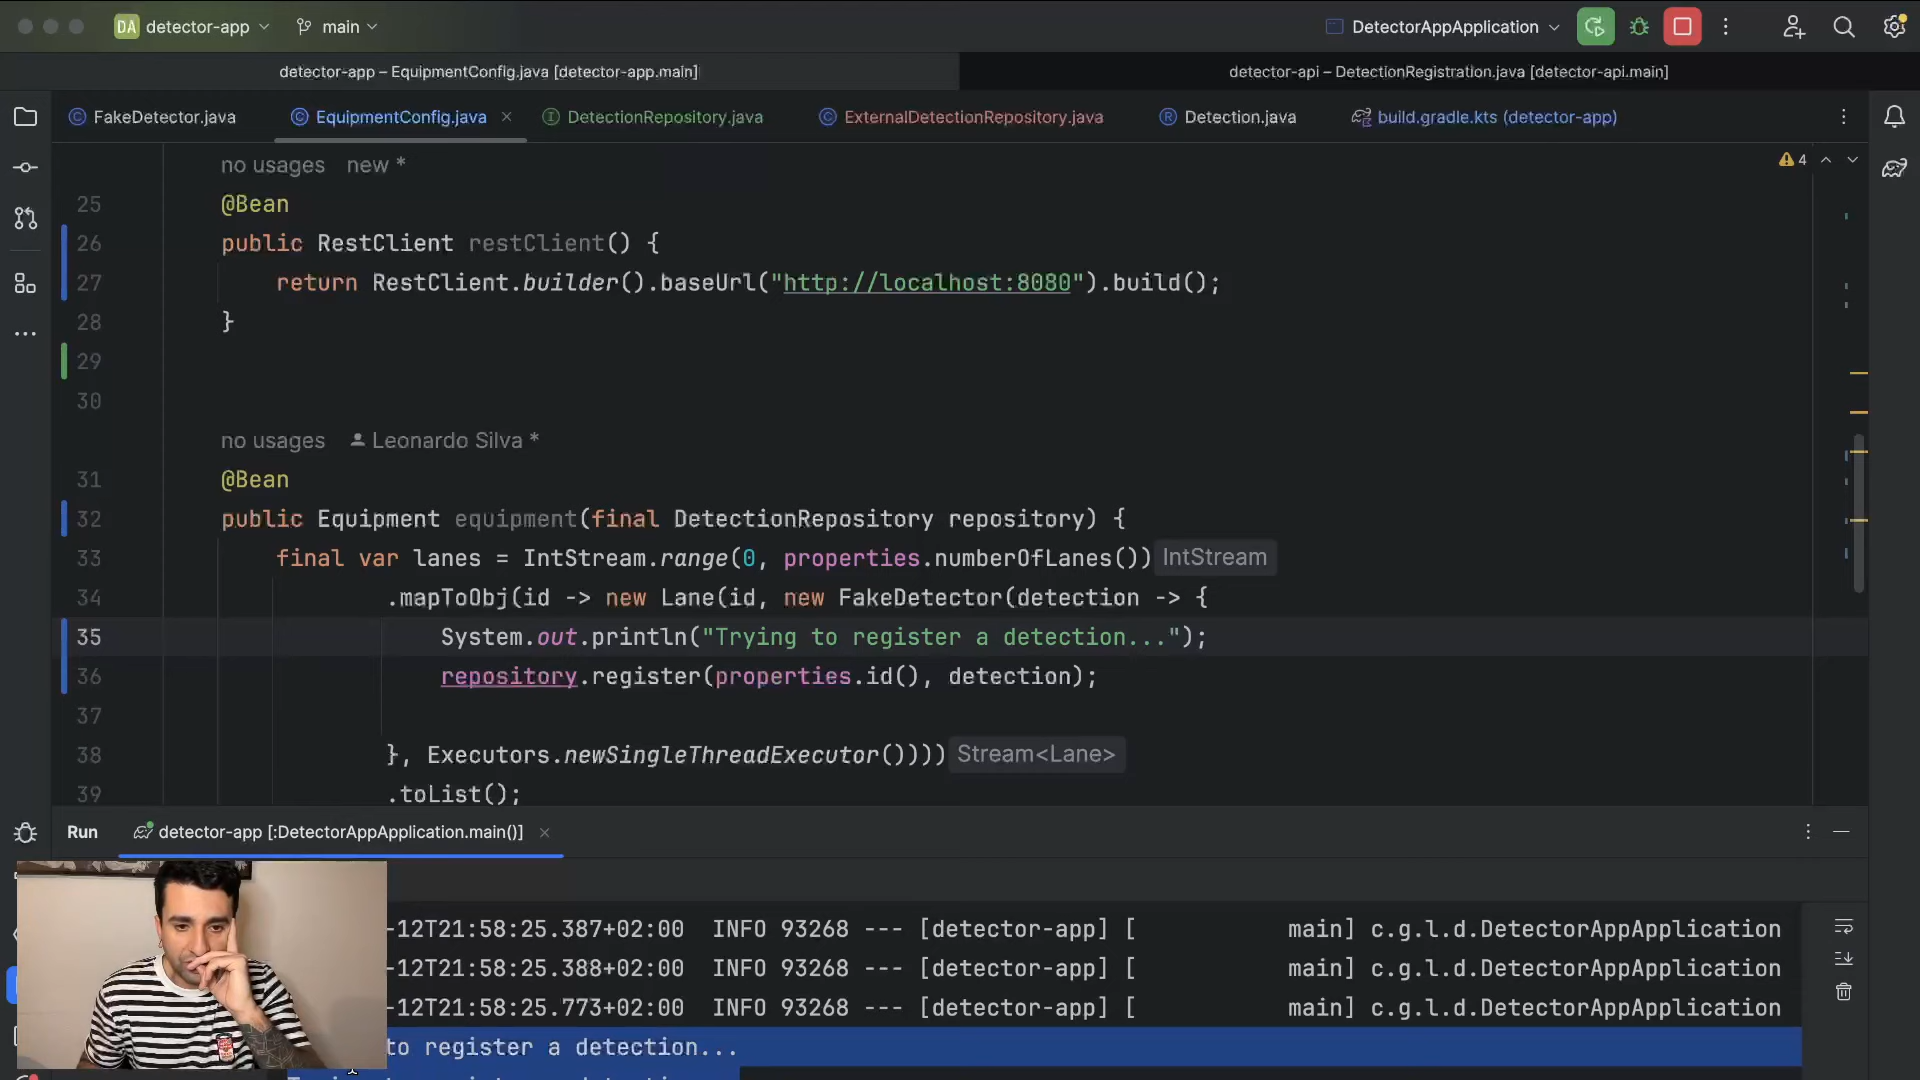 DA detector-app main DetectorAppApplication
detector-app – EquipmentConfig.java [detector-app.main] detector-api – DetectionRegistration.java [detector-api.main]
FakeDetector.java EquipmentConfig.java DetectionRepository.java ExternalDetectionRepository.java Detection.java build.gradle.kts (detector-app)
no usages new *
4
25 @Bean
26 public RestClient restClient() {
27 return RestClient.builder().baseUrl("http://localhost:8080").build();
28 }
29
30
no usages Leonardo Silva *
31 @Bean
32 public Equipment equipment(final DetectionRepository repository) {
33 final var lanes = IntStream.range(0, properties.numberOfLanes()) IntStream
34 .mapToObj(id -> new Lane(id, new FakeDetector(detection -> {
35 System.out.println("Trying to register a detection...");
36 repository.register(properties.id(), detection);
37
38 }, Executors.newSingleThreadExecutor()))) Stream<Lane>
39 .toList();
Run detector-app [:DetectorAppApplication.main()]
-12T21:58:25.387+02:00 INFO 93268 --- [detector-app] [ main] c.g.l.d.DetectorAppApplication
-12T21:58:25.388+02:00 INFO 93268 --- [detector-app] [ main] c.g.l.d.DetectorAppApplication
-12T21:58:25.773+02:00 INFO 93268 --- [detector-app] [ main] c.g.l.d.DetectorAppApplication
to register a detection...